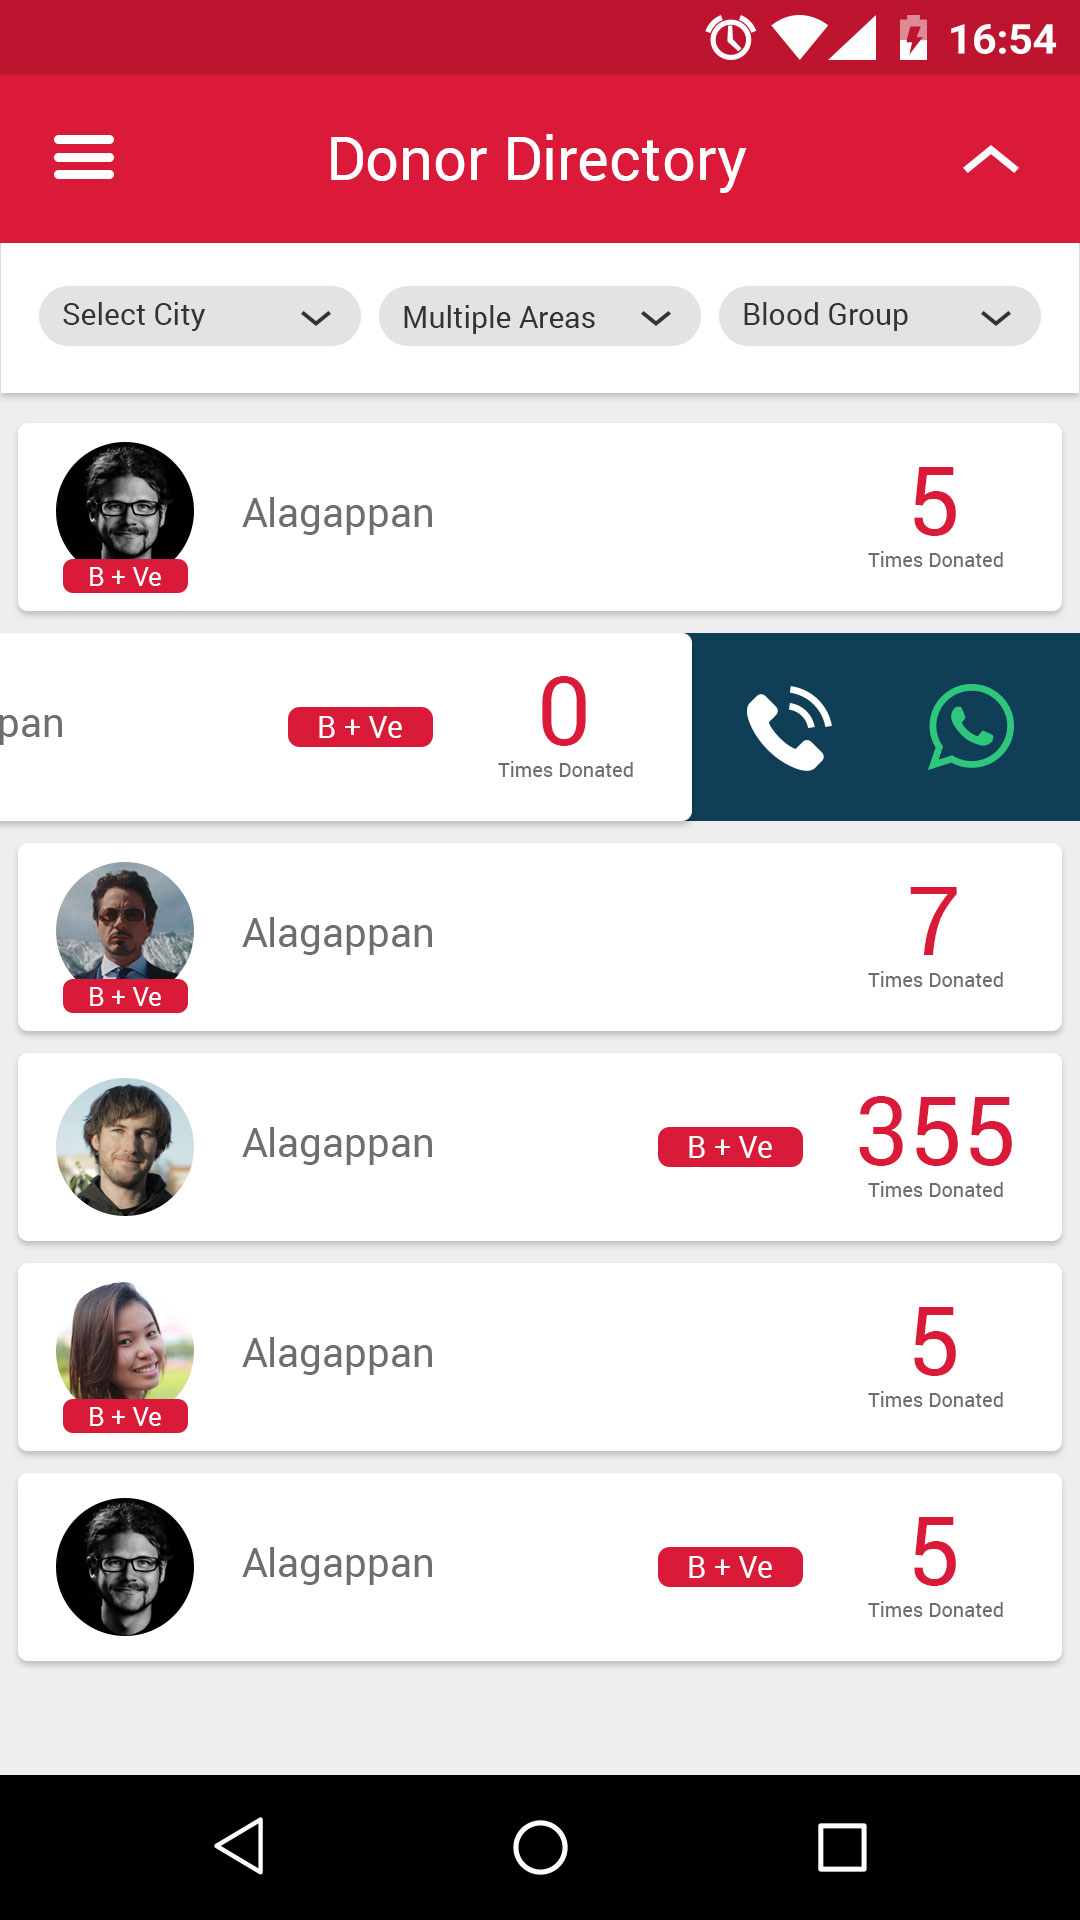 16:54
Donor Directory
Select City
Multiple Areas
Blood Group
Alagappan
B + Ve
5
Times Donated
pan
B + Ve
0
Times Donated
Alagappan
B + Ve
7
Times Donated
Alagappan
B + Ve
355
Times Donated
Alagappan
B + Ve
5
Times Donated
Alagappan
B + Ve
5
Times Donated